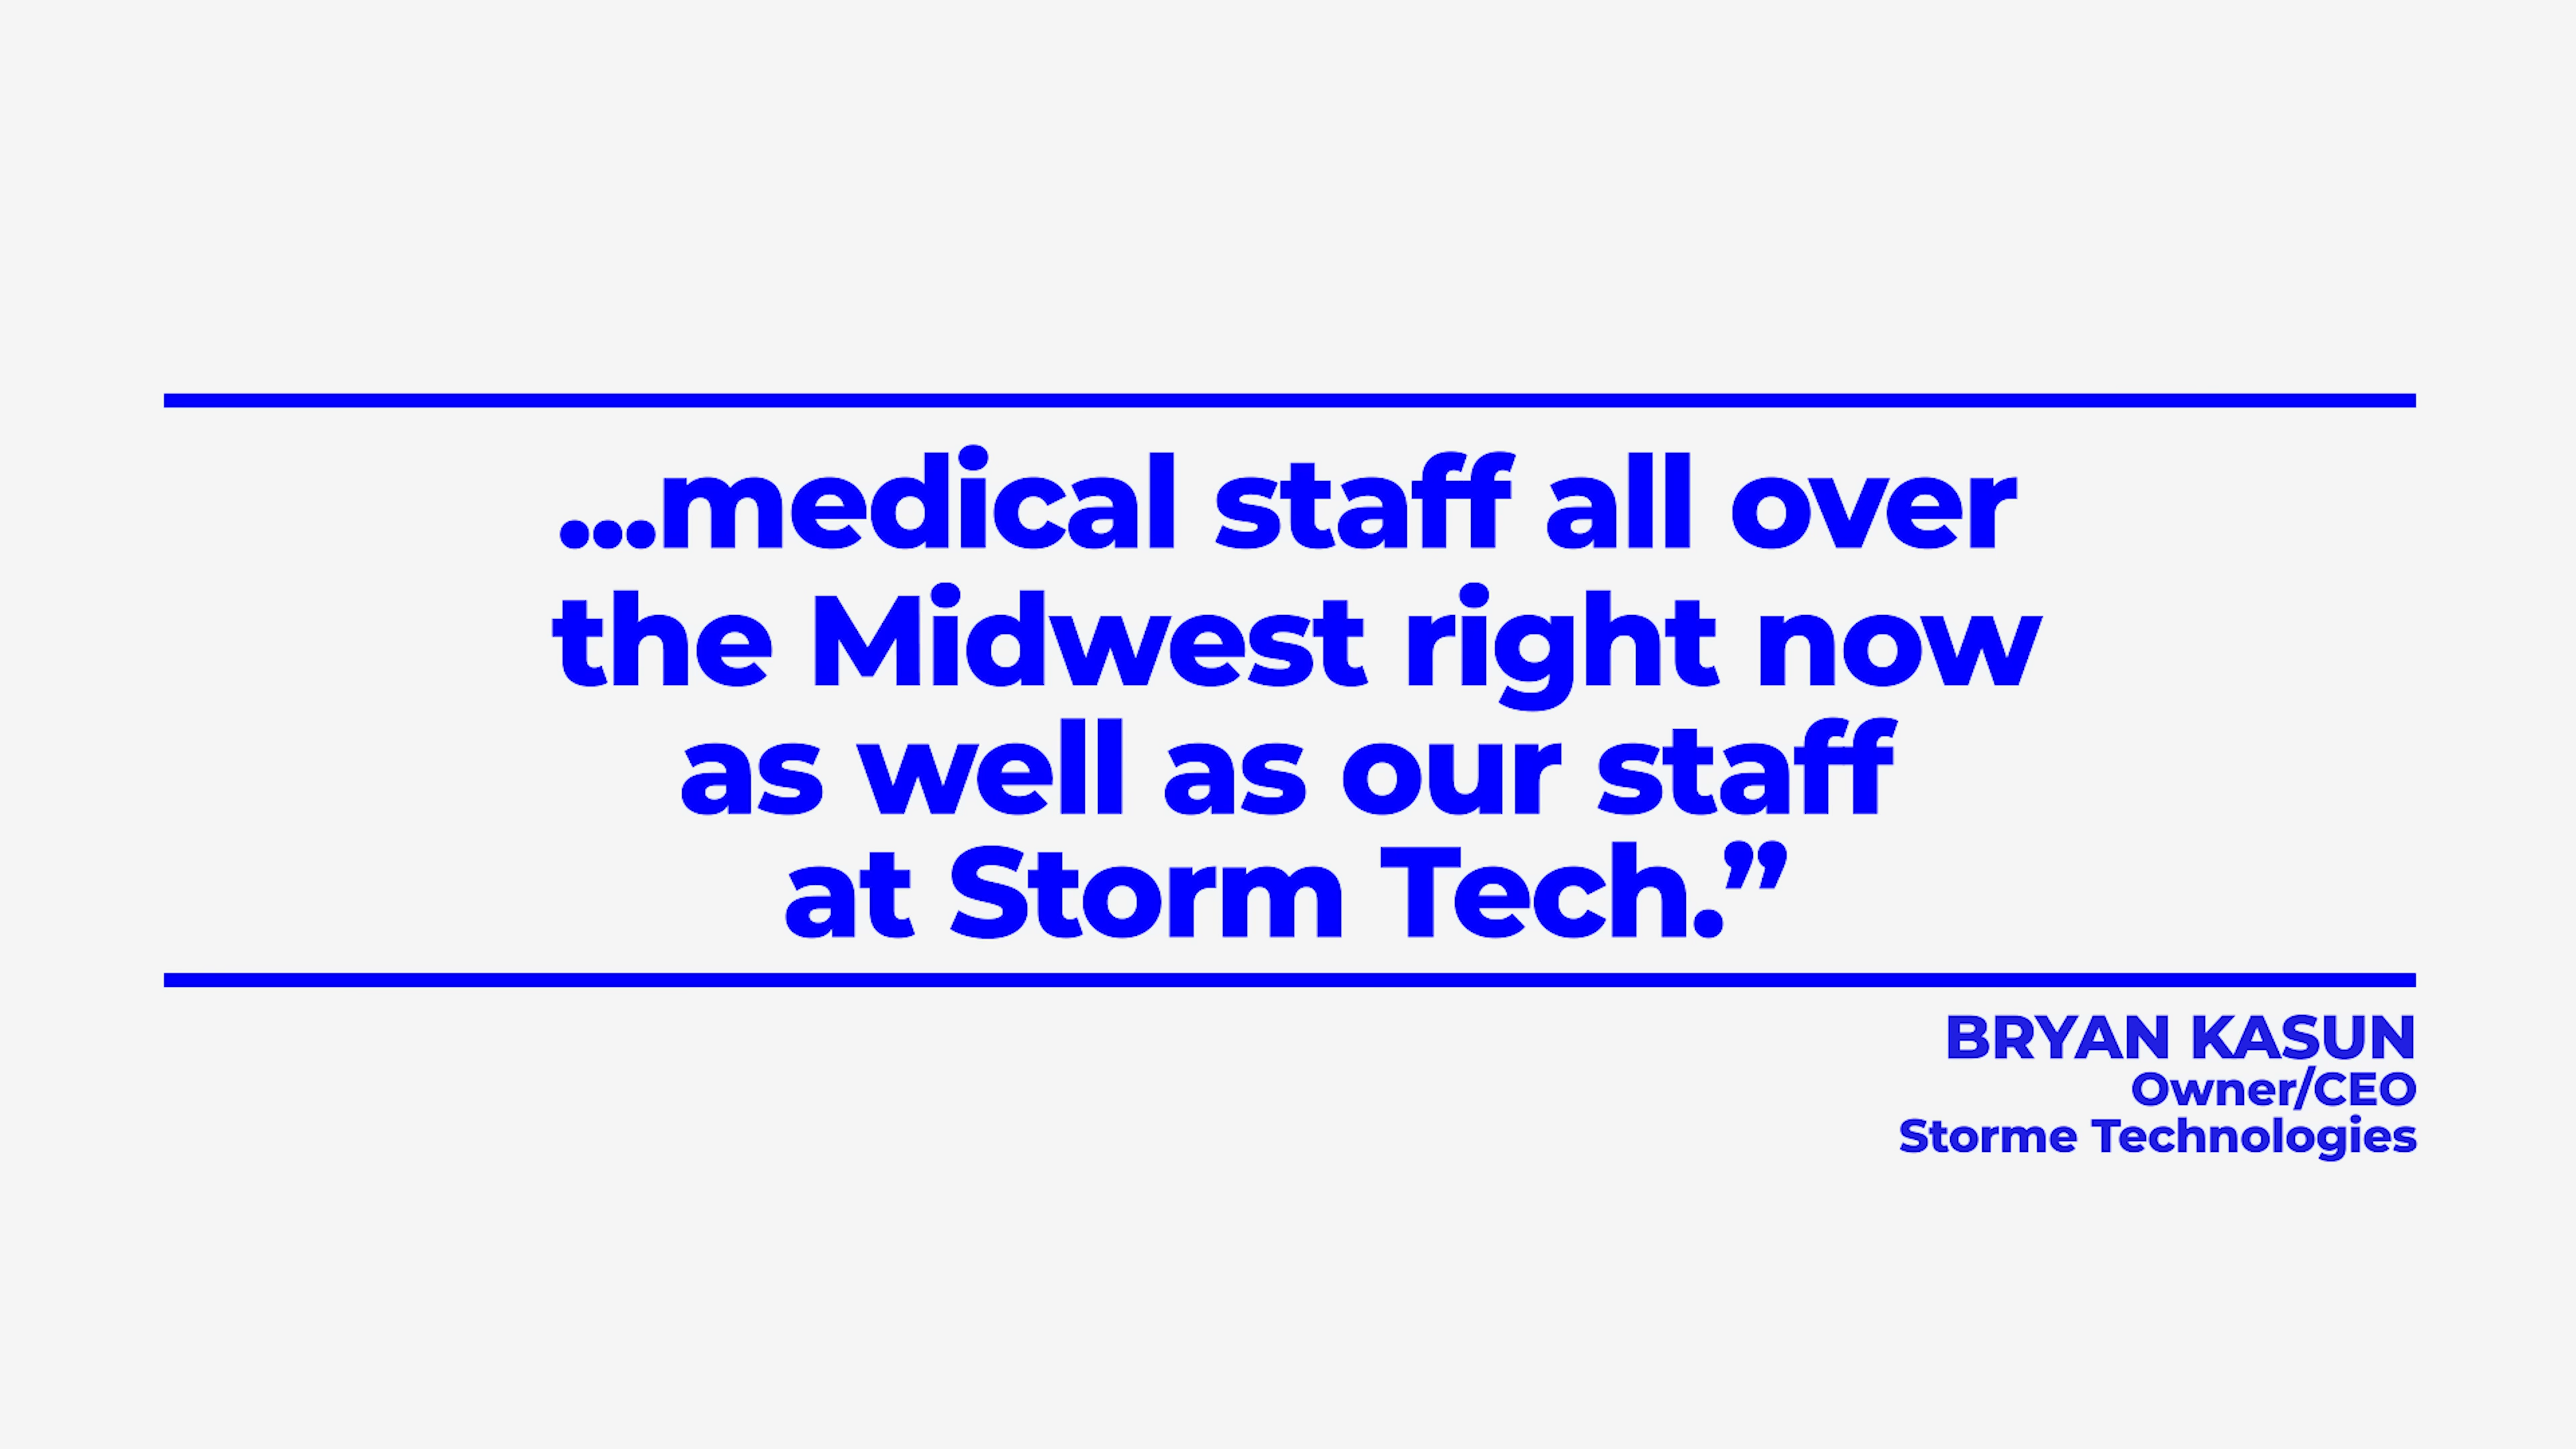 ...medical staff all over
the Midwest right now
as well as our staff
at Storm Tech.”
BRYAN KASUN
Owner/CEO
Storme Technologies